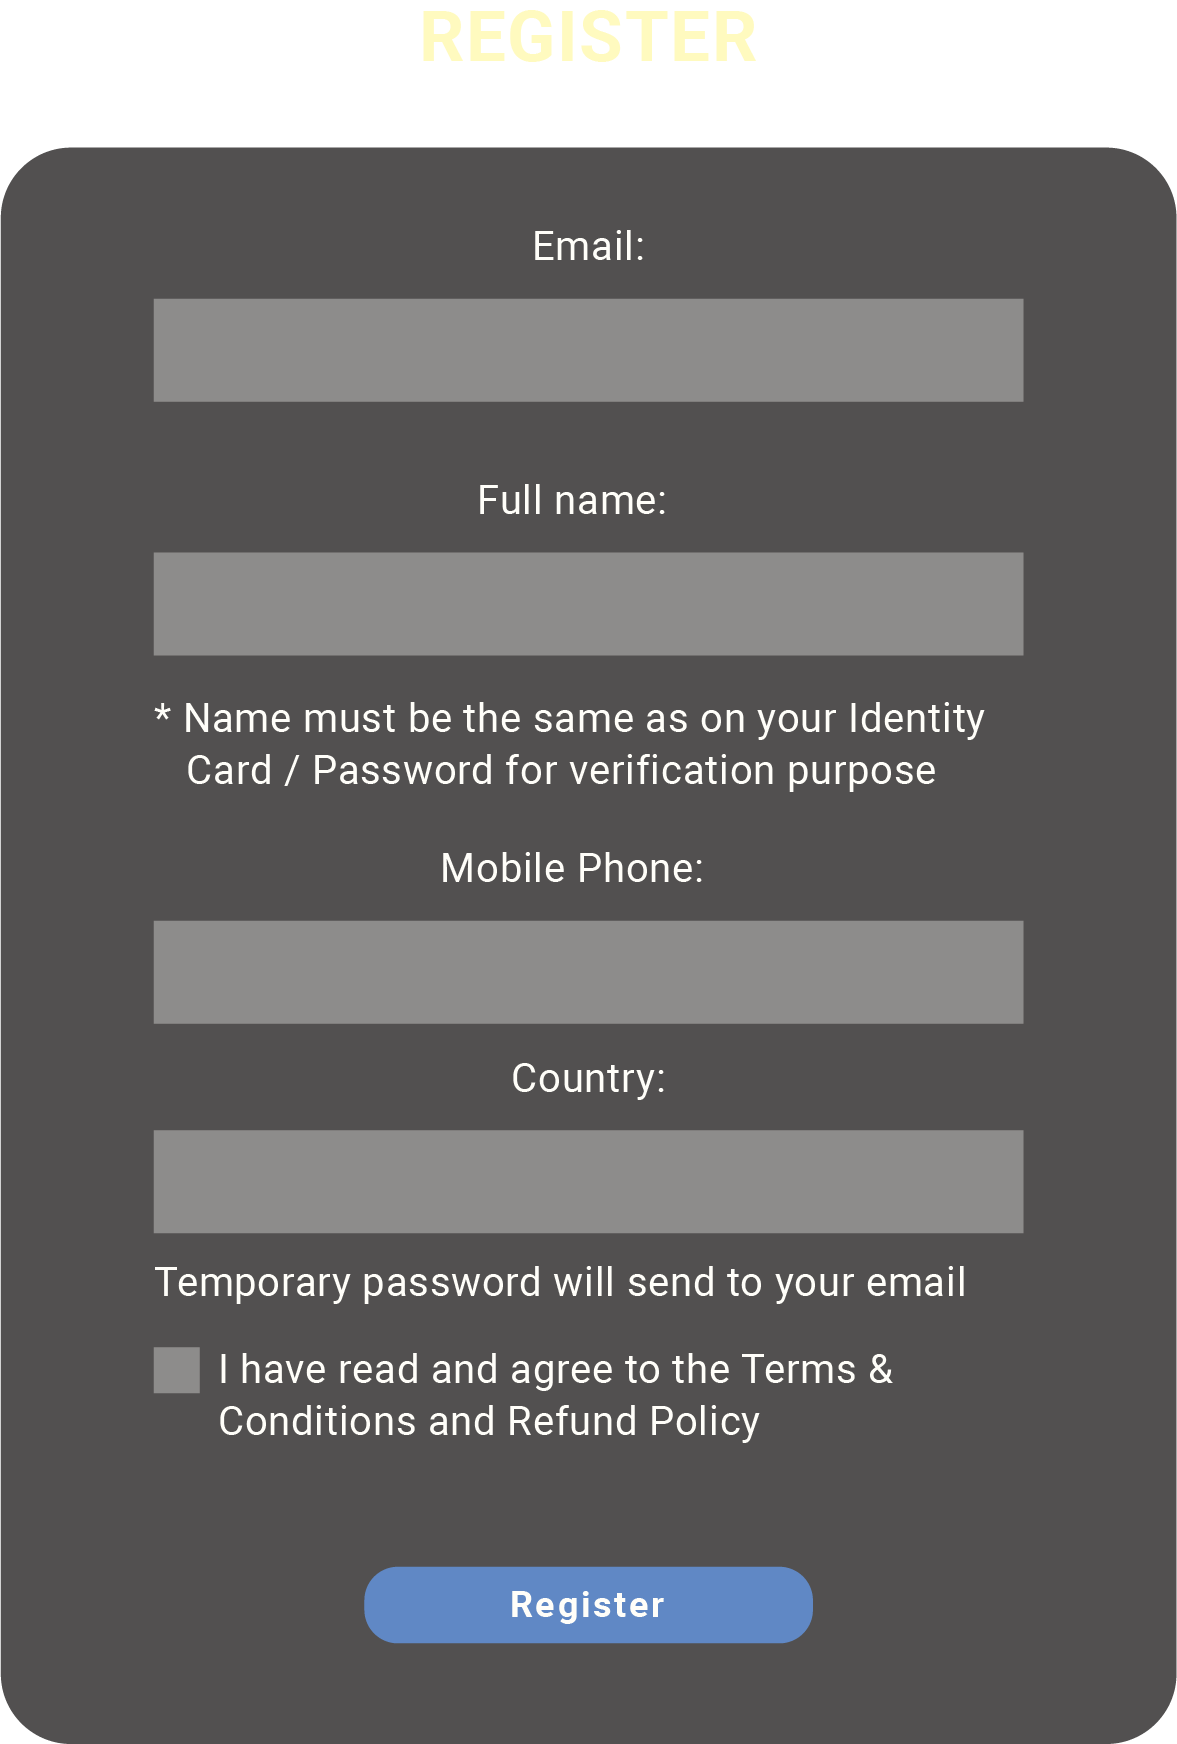 REGISTER
Email:
Full name:
* Name must be the same as on your Identity
Card / Password for verification purpose
Mobile Phone:
Country:
Temporary password will send to your email
I have read and agree to the Terms &
Conditions and Refund Policy
Register